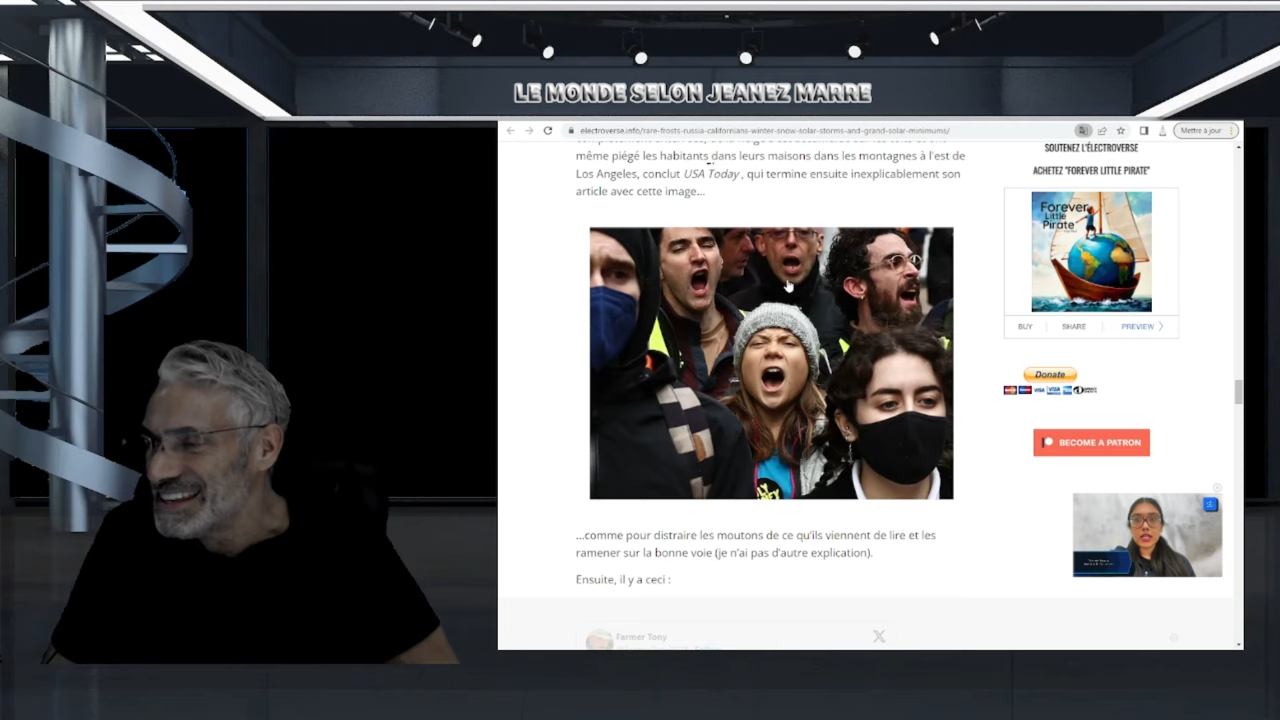 LE MONDE SELON JEANEZ MARRE
electroverse.info/rare-frosts-russia-californians-winter-snow-solar-storms-and-grand-solar-minimums/
Mettre à jour
même piégé les habitants dans leurs maisons dans les montagnes à l'est de
Los Angeles, conclut USA Today, qui termine ensuite inexplicablement son
article avec cette image...
SOUTENEZ L'ÉLECTROVERSE
ACHETEZ "FOREVER LITTLE PIRATE"
Forever
Little
Pirate
BUY
SHARE
PREVIEW
Donate
VISA
BECOME A PATRON
...comme pour distraire les moutons de ce qu'ils viennent de lire et les
ramener sur la bonne voie (je n'ai pas d'autre explication).
Ensuite, il y a ceci :
Farmer Tony